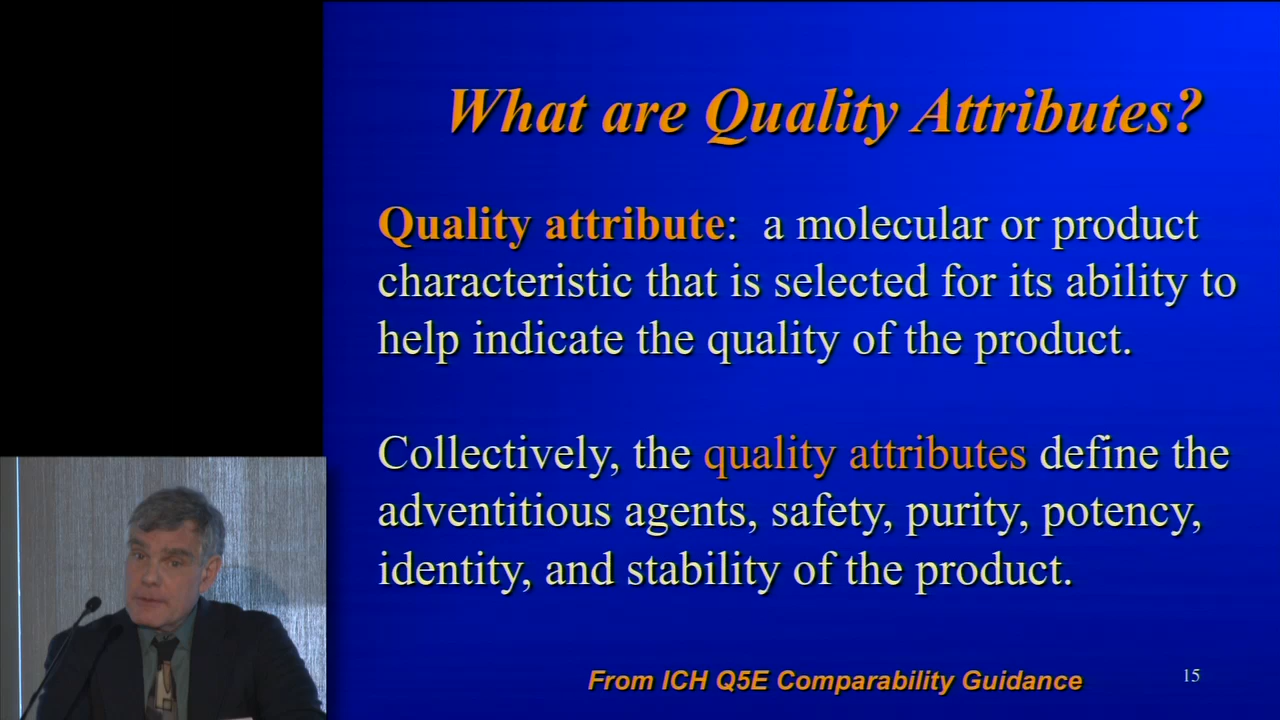 What are Quality Attributes?
Quality attribute: a molecular or product
characteristic that is selected for its ability to
help indicate the quality of the product.
Collectively, the quality attributes define the
adventitious agents, safety, purity, potency,
identity, and stability of the product.
From ICH Q5E Comparability Guidance
15